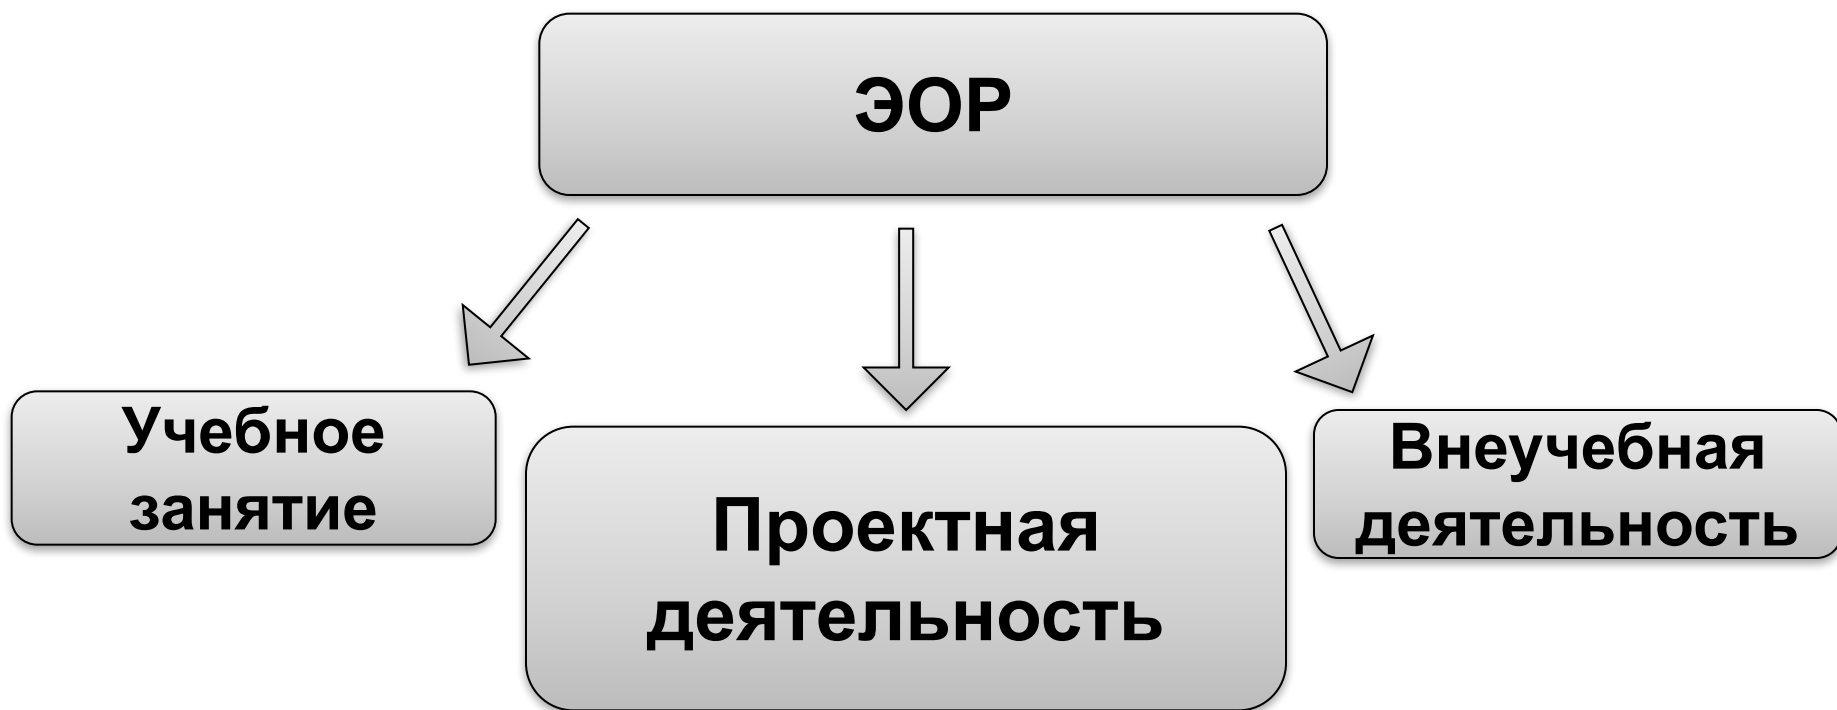 ЭОР
Учебное
занятие
Проектная
деятельность
Внеучебная
деятельность